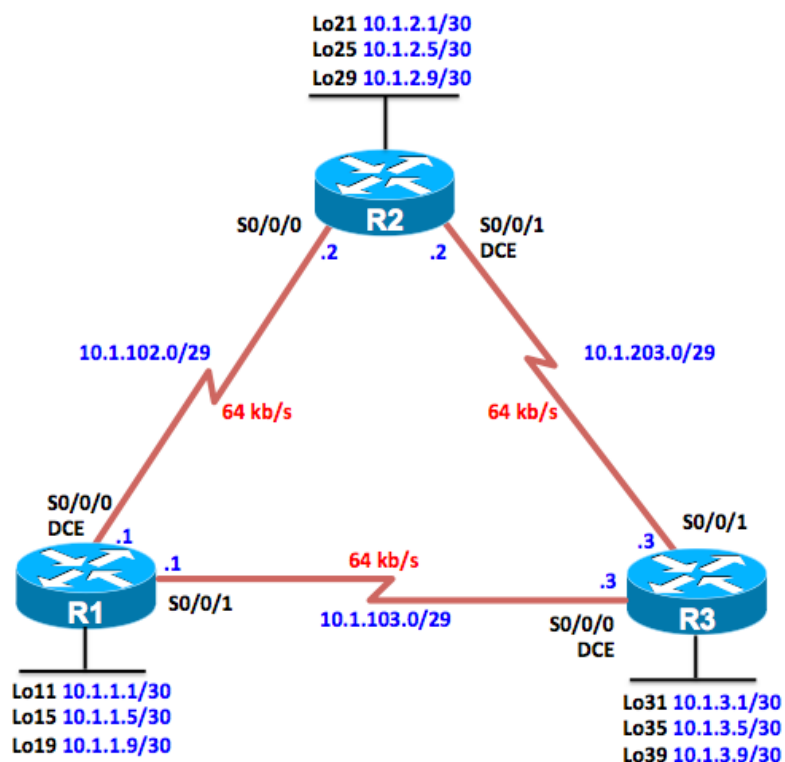 Lo21 10.1.2.1/30
Lo25 10.1.2.5/30
Lo29 10.1.2.9/30
R2
S0/0/0
S0/0/1
DCE
.2
.2
10.1.102.0/29
10.1.203.0/29
64 kb/s
64 kb/s
S0/0/0
DCE
.1
S0/0/1
.3
R1
.1
S0/0/1
64 kb/s
10.1.103.0/29
.3
S0/0/0
DCE
R3
Lo11 10.1.1.1/30
Lo15 10.1.1.5/30
Lo19 10.1.1.9/30
Lo31 10.1.3.1/30
Lo35 10.1.3.5/30
Lo39 10.1.3.9/30